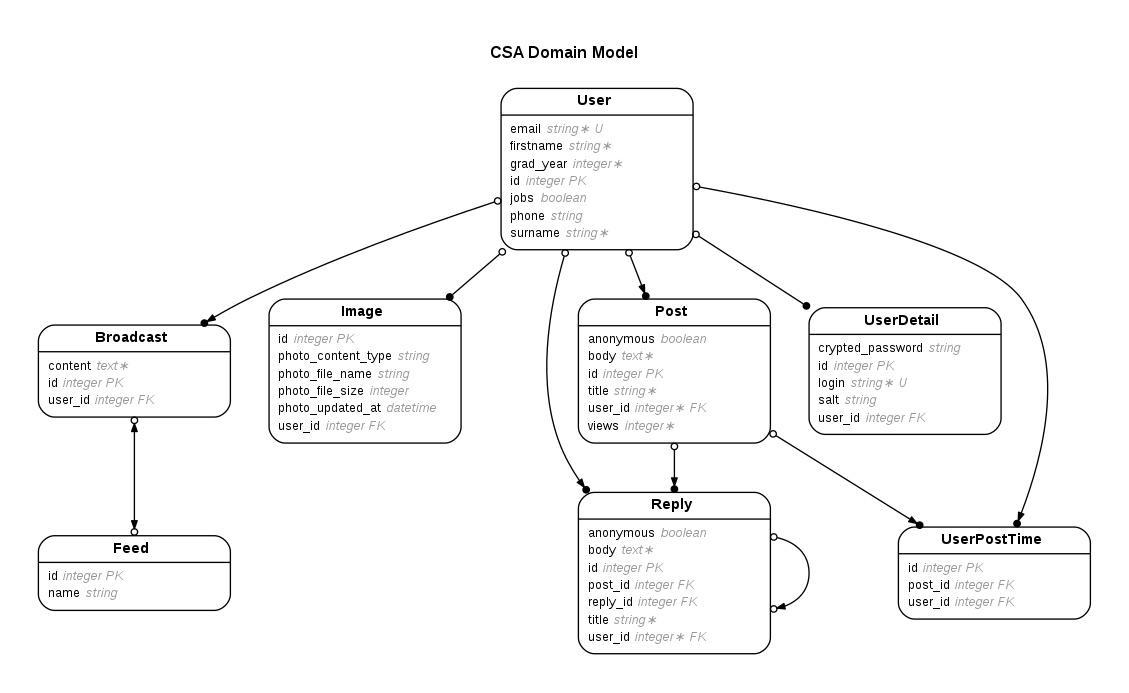 CSA Domain Model
User
email string∗ U
firstname string∗
grad_year integer∗
id integer PK
jobs boolean
phone string
surname string∗
Broadcast
content text∗
id integer PK
user_id integer FK
Image
id integer PK
photo_content_type string
photo_file_name string
photo_file_size integer
photo_updated_at datetime
user_id integer FK
Post
anonymous boolean
body text∗
id integer PK
title string∗
user_id integer∗ FK
views integer∗
UserDetail
crypted_password string
id integer PK
login string∗ U
salt string
user_id integer FK
Feed
id integer PK
name string
Reply
anonymous boolean
body text∗
id integer PK
post_id integer FK
reply_id integer FK
title string∗
user_id integer∗ FK
UserPostTime
id integer PK
post_id integer FK
user_id integer FK